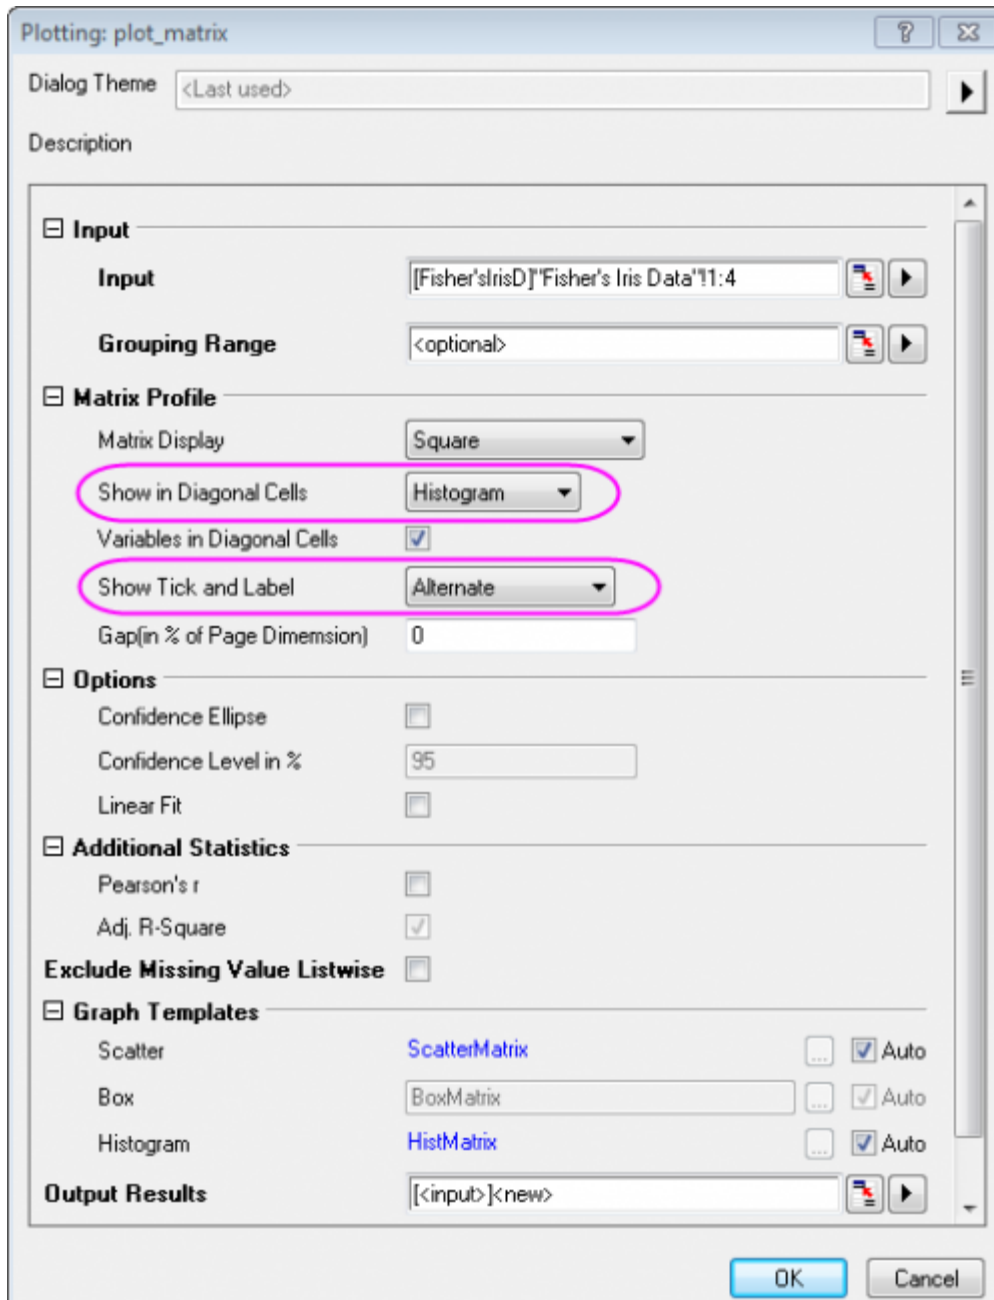 Plotting: plot_matrix
Dialog Theme <Last used>
Description
Input
Input [Fisher'sIrisD]"Fisher's Iris Data"!1:4
Grouping Range <optional>
Matrix Profile
Matrix Display Square
Show in Diagonal Cells Histogram
Variables in Diagonal Cells
Show Tick and Label Alternate
Gap(in % of Page Dimemsion) 0
Options
Confidence Ellipse
Confidence Level in % 95
Linear Fit
Additional Statistics
Pearson's r
Adj. R-Square
Exclude Missing Value Listwise
Graph Templates
Scatter ScatterMatrix ... Auto
Box BoxMatrix ... Auto
Histogram HistMatrix ... Auto
Output Results [<input>]<new>
OK Cancel